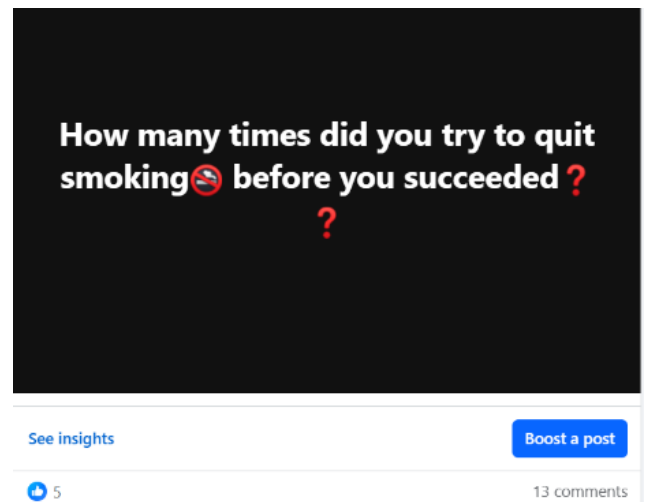 How many times did you try to quit
smoking🚭 before you succeeded❓
❓
See insights
Boost a post
5
13 comments